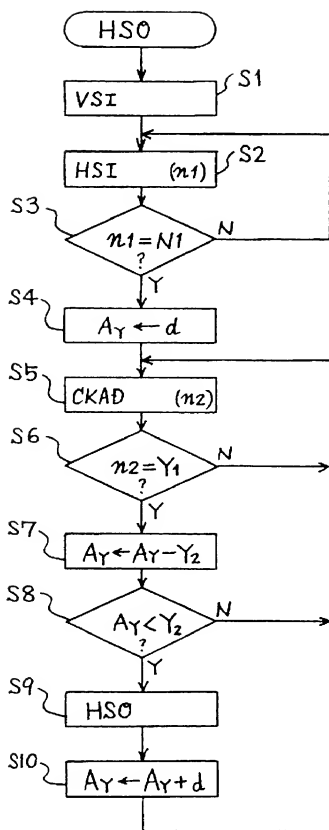 HSO
S1
VSI
S2
HSI (n1)
S3
n1=N1
?
N
Y
S4
AY ← d
S5
CKAD (n2)
S6
n2=Y1
?
N
Y
S7
AY ← AY−Y2
S8
AY < Y2
?
N
Y
S9
HSO
S10
AY ← AY+d